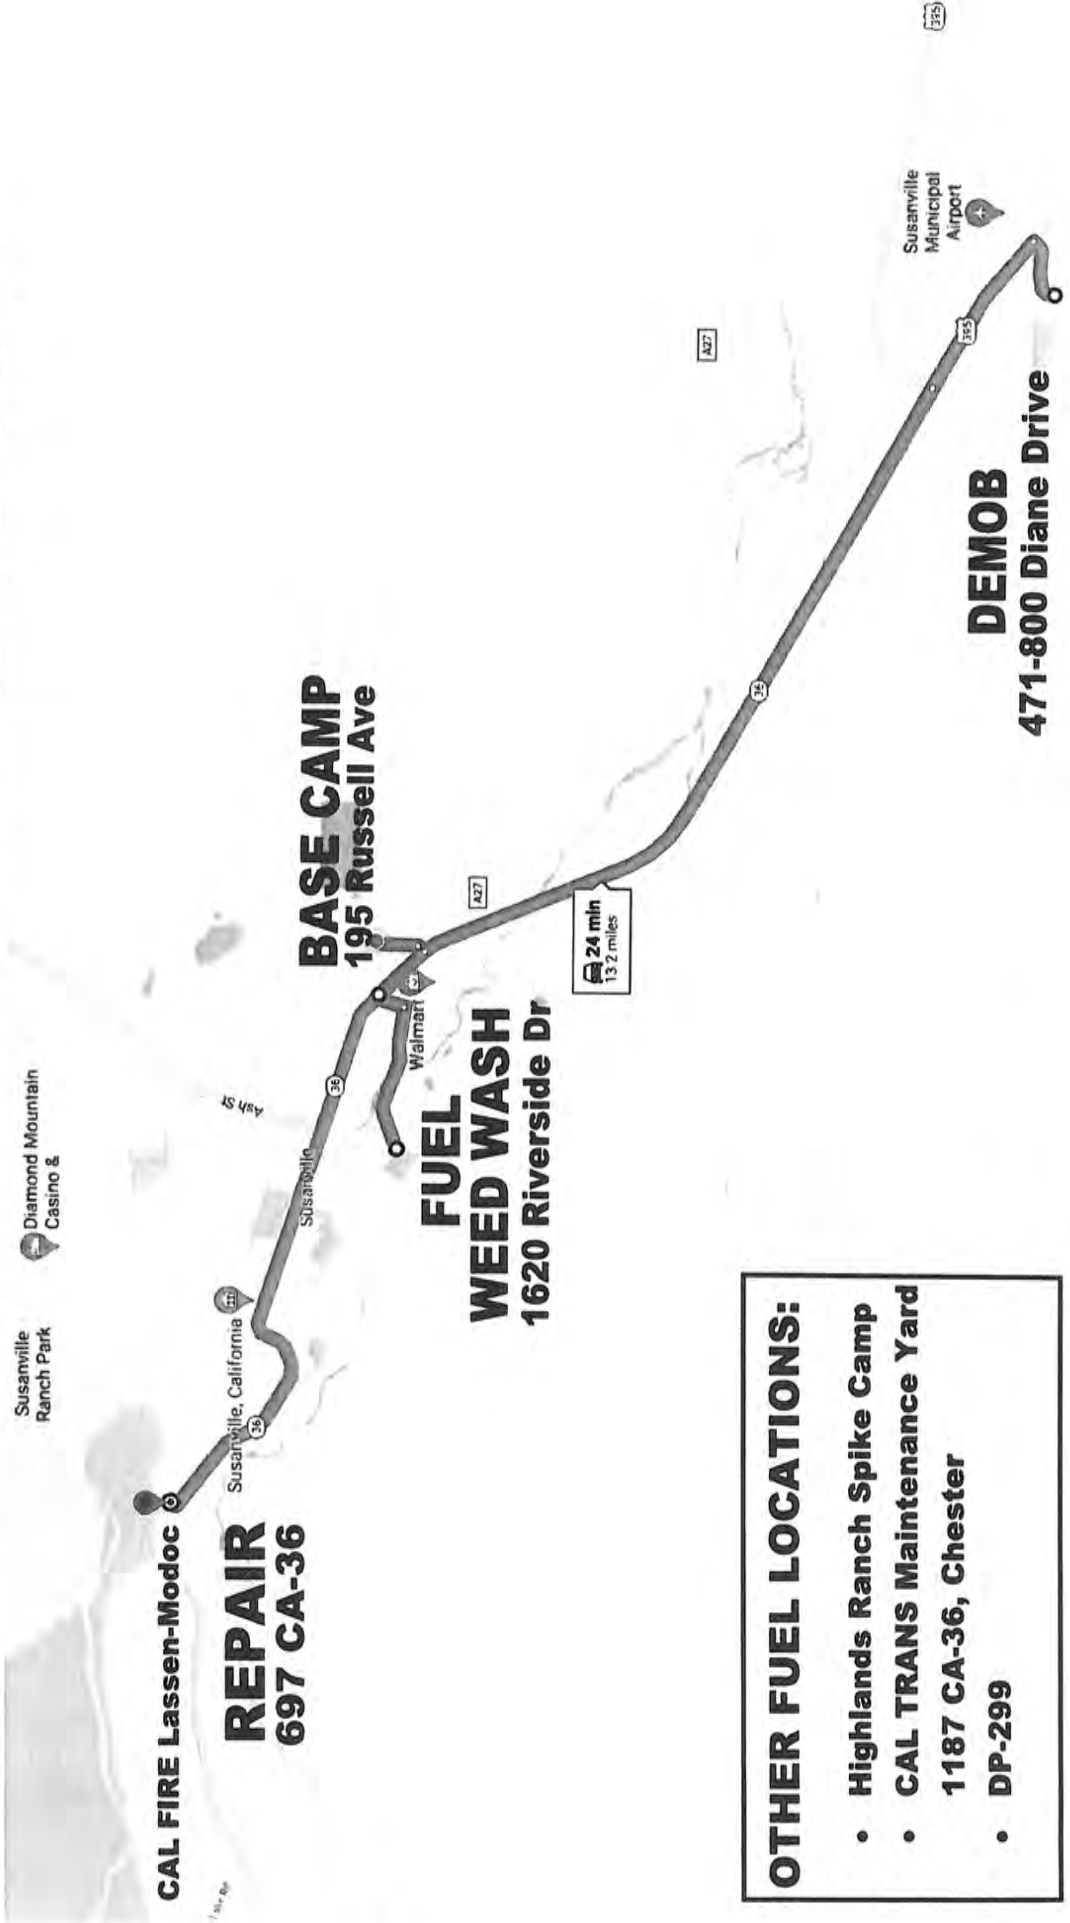 Susanville
Ranch Park
Diamond Mountain
Casino &
CAL FIRE Lassen-Modoc
REPAIR
697 CA-36
36
Susanville, California
Susanville
Ash St
36
BASE CAMP
195 Russell Ave
Walmart
A27
FUEL
WEED WASH
1620 Riverside Dr
24 min
13.2 miles
36
A27
395
Susanville
Municipal
Airport
395
DEMOB
471-800 Diane Drive
OTHER FUEL LOCATIONS:
• Highlands Ranch Spike Camp
• CAL TRANS Maintenance Yard
1187 CA-36, Chester
• DP-299